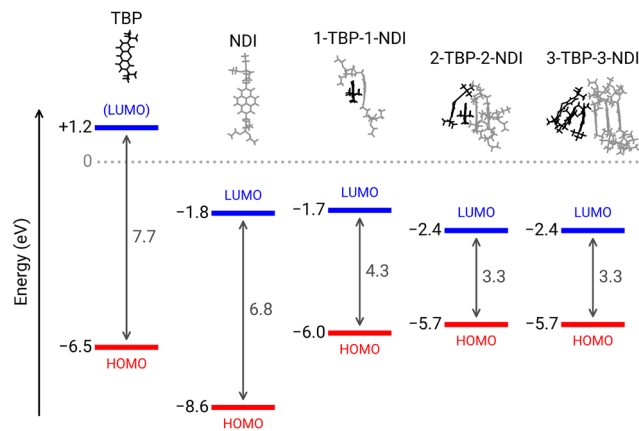 TBP
NDI
1-TBP-1-NDI
2-TBP-2-NDI
3-TBP-3-NDI
Energy (eV)
(LUMO)
+1.2
0
7.7
−6.5
HOMO
LUMO
−1.8
6.8
−8.6
HOMO
LUMO
−1.7
4.3
−6.0
HOMO
LUMO
−2.4
3.3
−5.7
HOMO
LUMO
−2.4
3.3
−5.7
HOMO